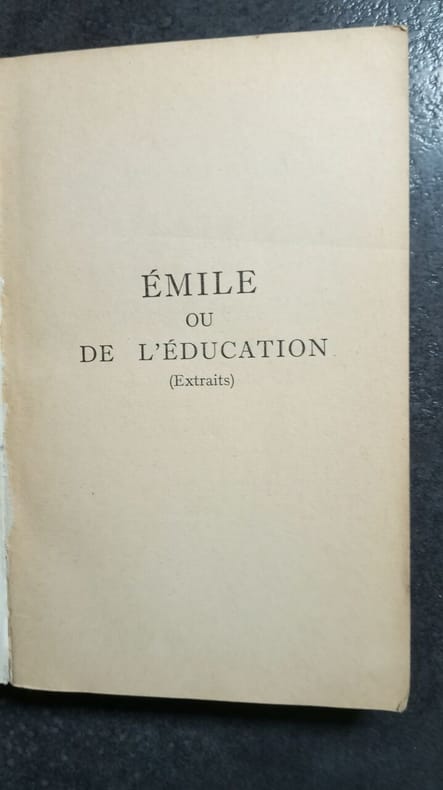 ÉMILE
OU
DE L'ÉDUCATION
(Extraits)